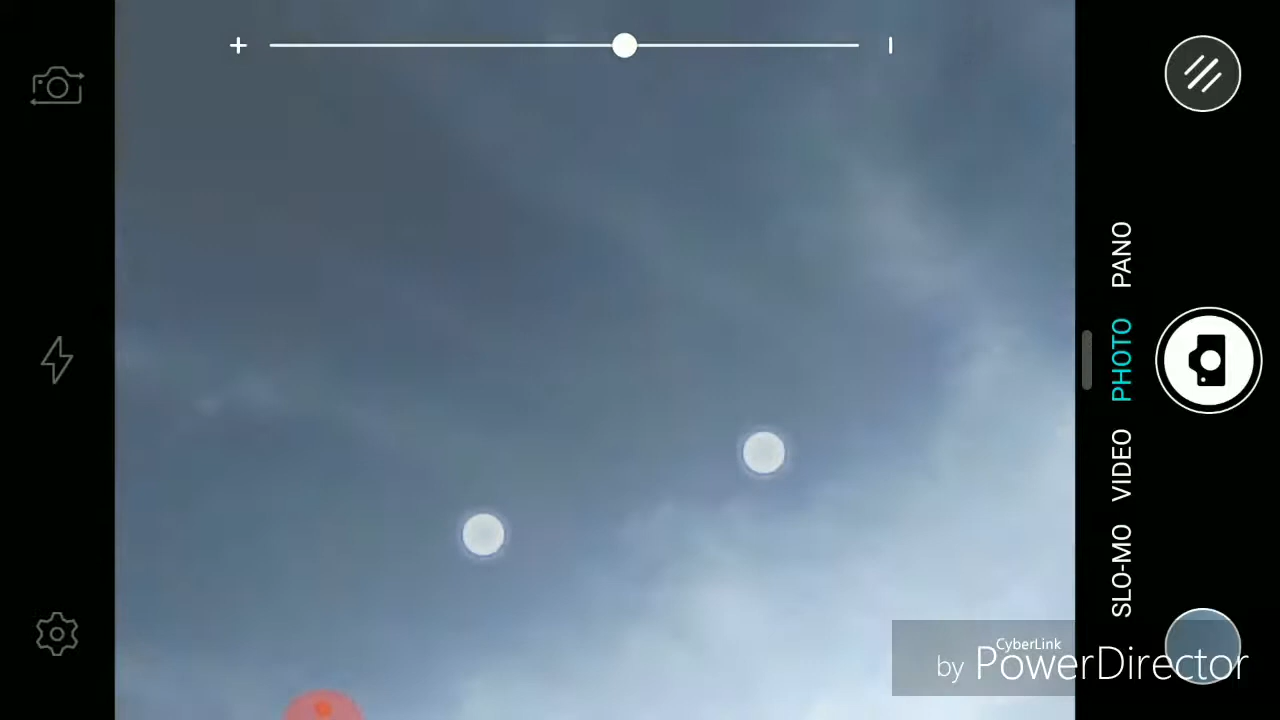 PANO
PHOTO
VIDEO
SLO-MO
CyberLink
by PowerDirector